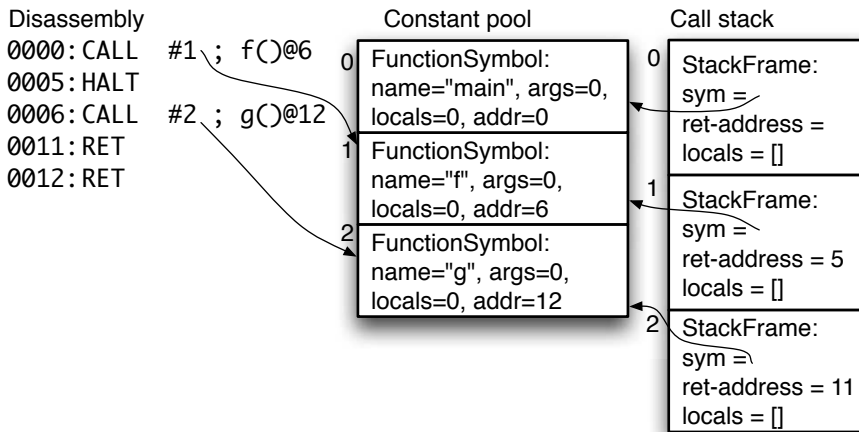 Disassembly
0000:CALL #1 ; f()@6
0005:HALT
0006:CALL #2 ; g()@12
0011:RET
0012:RET
Constant pool
0
FunctionSymbol:
name="main", args=0,
locals=0, addr=0
1
FunctionSymbol:
name="f", args=0,
locals=0, addr=6
2
FunctionSymbol:
name="g", args=0,
locals=0, addr=12
Call stack
0
StackFrame:
sym =
ret-address =
locals = []
1
StackFrame:
sym =
ret-address = 5
locals = []
2
StackFrame:
sym =
ret-address = 11
locals = []